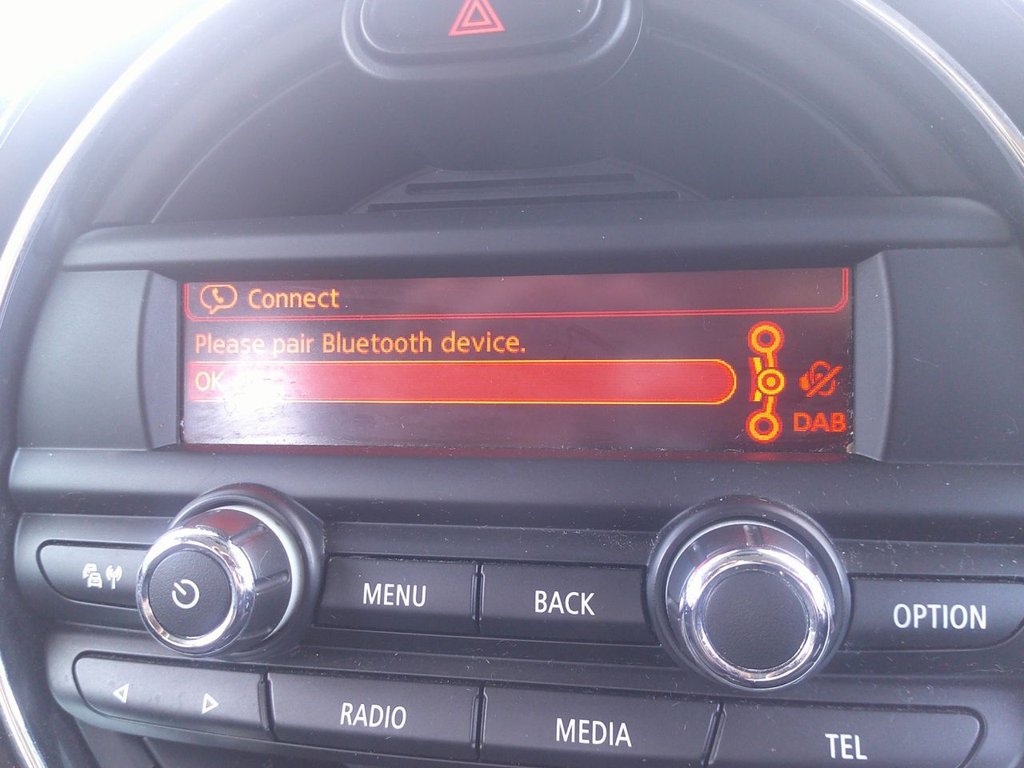 Connect
Please pair Bluetooth device.
OK
DAB
MENU
BACK
OPTION
RADIO
MEDIA
TEL